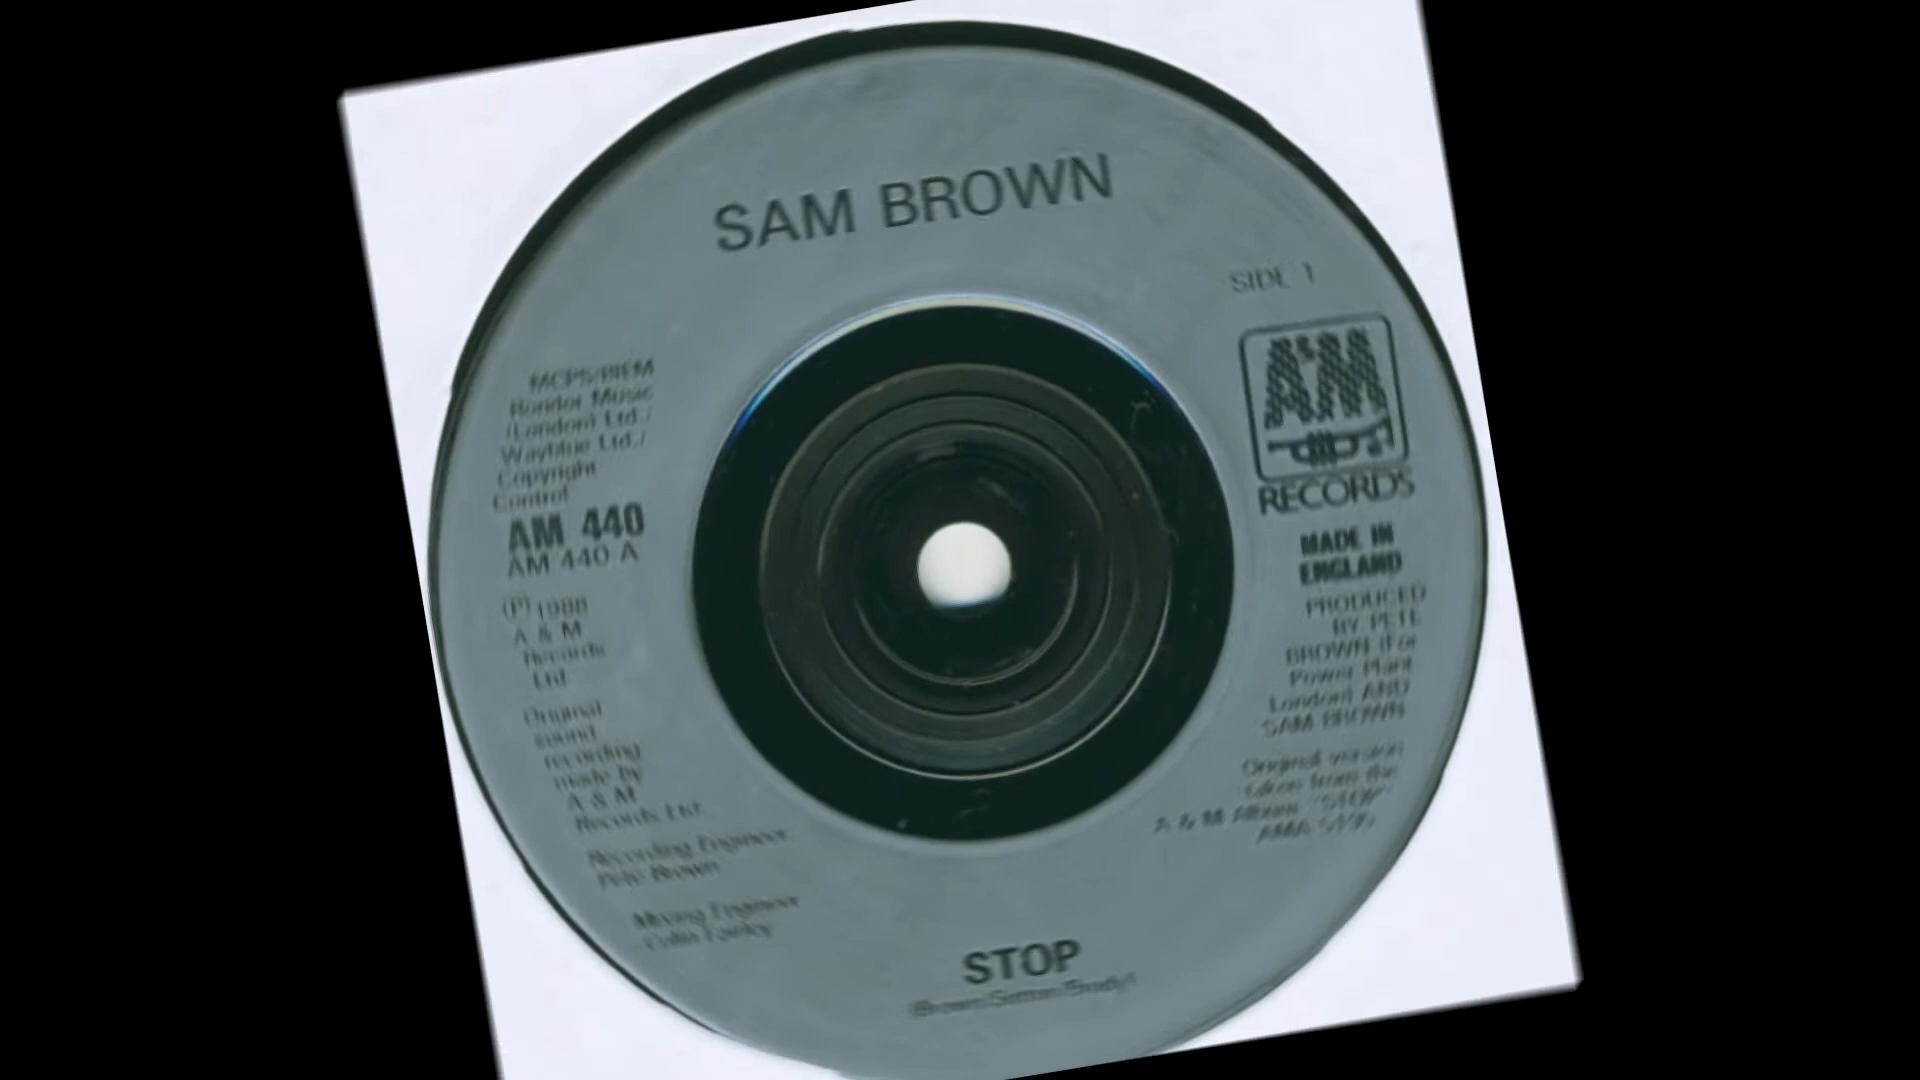 SAM BROWN
SIDE 1
A&M
RECORDS
MADE IN
ENGLAND
PRODUCED
BY PETE
BROWN (For
Power Plant
London) AND
SAM BROWN
Original version
taken from the
A & M Album "STOP"
MCPS/BIEM
Rondor Music
(London) Ltd./
Wayblue Ltd./
Copyright
Control
AM 440
AM 440 A
(P) 1988
A & M
Records
Ltd
Original
sound
recording
made by
A & M
Records Ltd.
Recording Engineer
Pete Brown
Mixing Engineer
Colin Fairley
STOP
(Brown/Sutton/Brady)